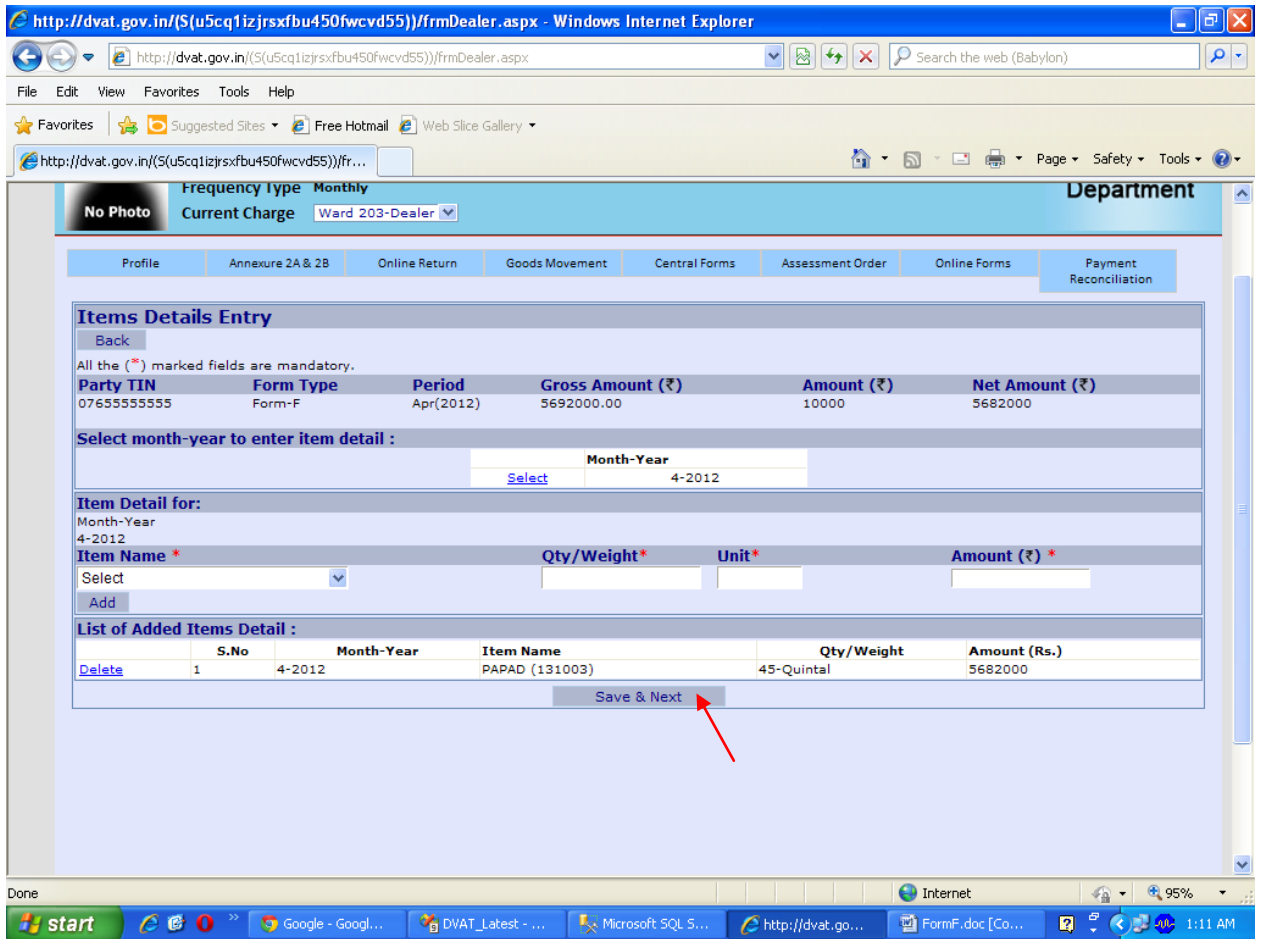 http://dvat.gov.in/(S(u5cq1izjrsxfbu450fwcvd55))/frmDealer.aspx - Windows Internet Explorer
http://dvat.gov.in/(S(u5cq1izjrsxfbu450fwcvd55))/frmDealer.aspx Search the web (Babylon)
File Edit View Favorites Tools Help
Favorites Suggested Sites Free Hotmail Web Slice Gallery
http://dvat.gov.in/(S(u5cq1izjrsxfbu450fwcvd55))/fr... Page Safety Tools
Frequency Type Monthly Department
No Photo Current Charge Ward 203-Dealer
Profile Annexure 2A & 2B Online Return Goods Movement Central Forms Assessment Order Online Forms Payment
Reconciliation
Items Details Entry
Back
All the (*) marked fields are mandatory.
Party TIN Form Type Period Gross Amount (₹) Amount (₹) Net Amount (₹)
07655555555 Form-F Apr(2012) 5692000.00 10000 5682000
Select month-year to enter item detail :
Month-Year
Select 4-2012
Item Detail for:
Month-Year
4-2012
Item Name * Qty/Weight* Unit* Amount (₹) *
Select
Add
List of Added Items Detail :
S.No Month-Year Item Name Qty/Weight Amount (Rs.)
Delete 1 4-2012 PAPAD (131003) 45-Quintal 5682000
Save & Next
Done Internet 95%
start Google - Googl... DVAT_Latest - ... Microsoft SQL S... http://dvat.go... FormF.doc [Co... 1:11 AM